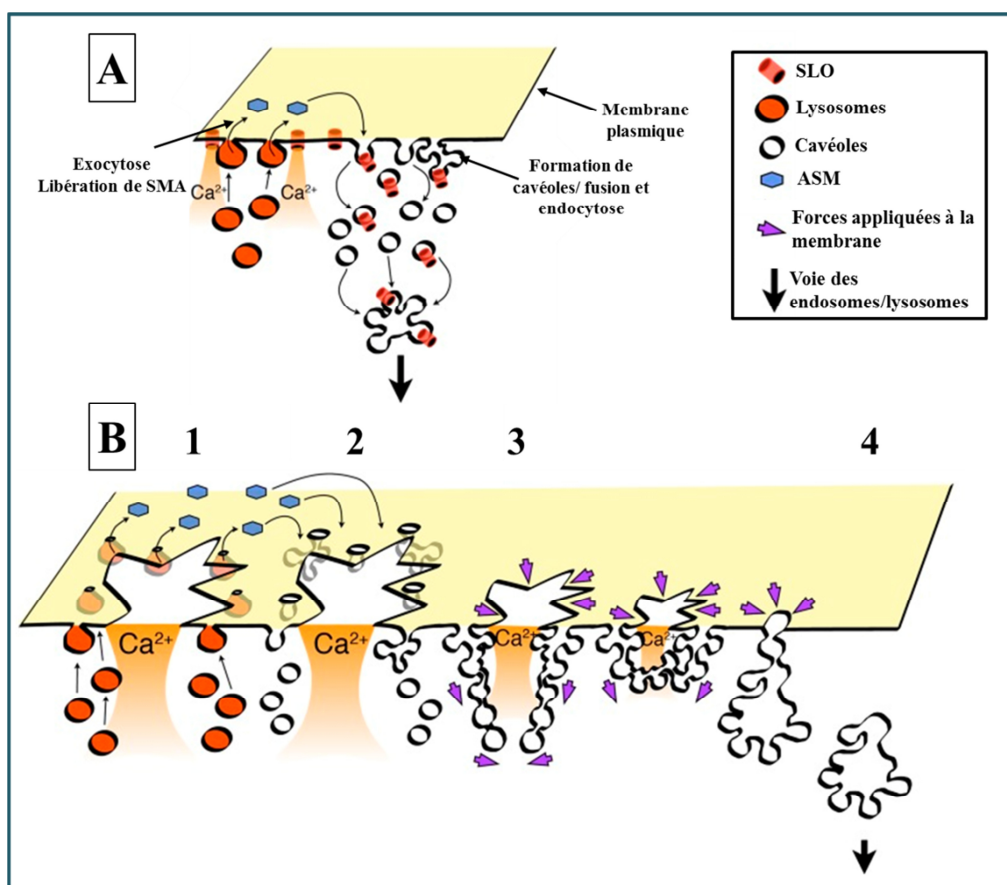 A
Exocytose
Libération de SMA
Ca2+
Ca2+
Membrane
plasmique
Formation de
cavéoles/ fusion et
endocytose
SLO
Lysosomes
Cavéoles
ASM
Forces appliquées à la
membrane
Voie des
endosomes/lysosomes
B
1
2
3
4
Ca2+
Ca2+
Ca2+
Ca2+